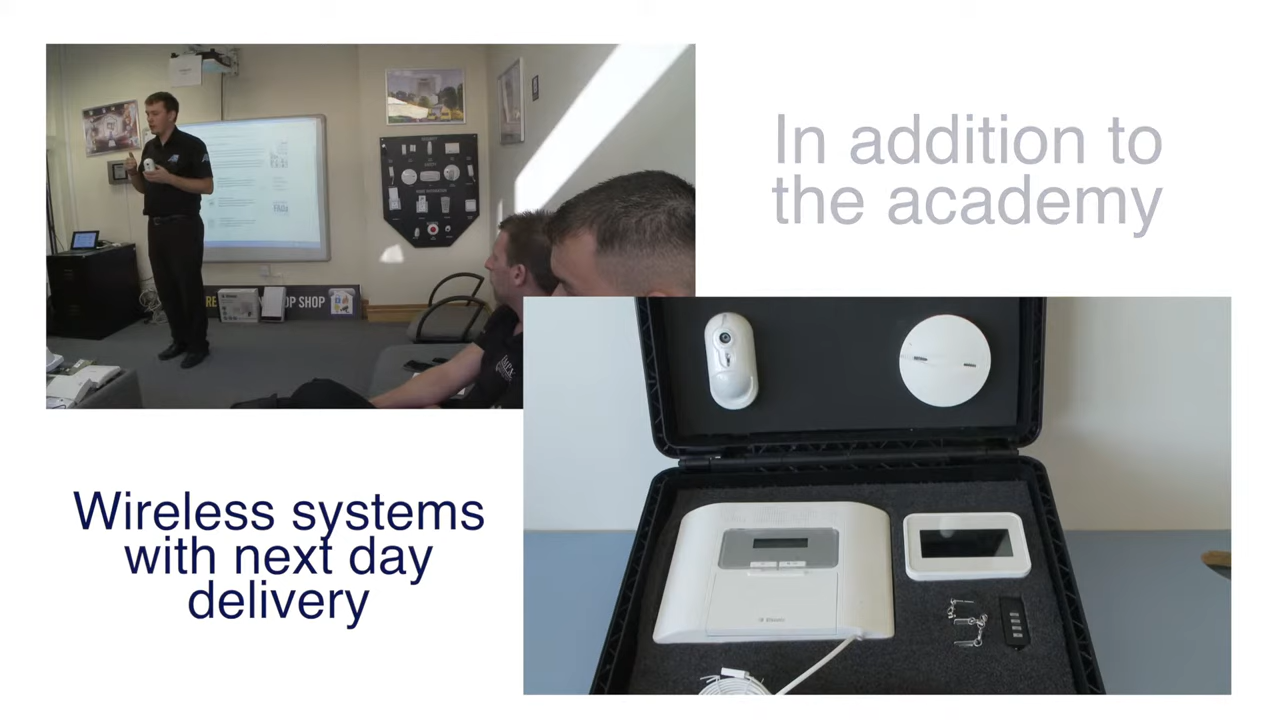 In addition to
the academy
OP SHOP
Wireless systems
with next day
delivery